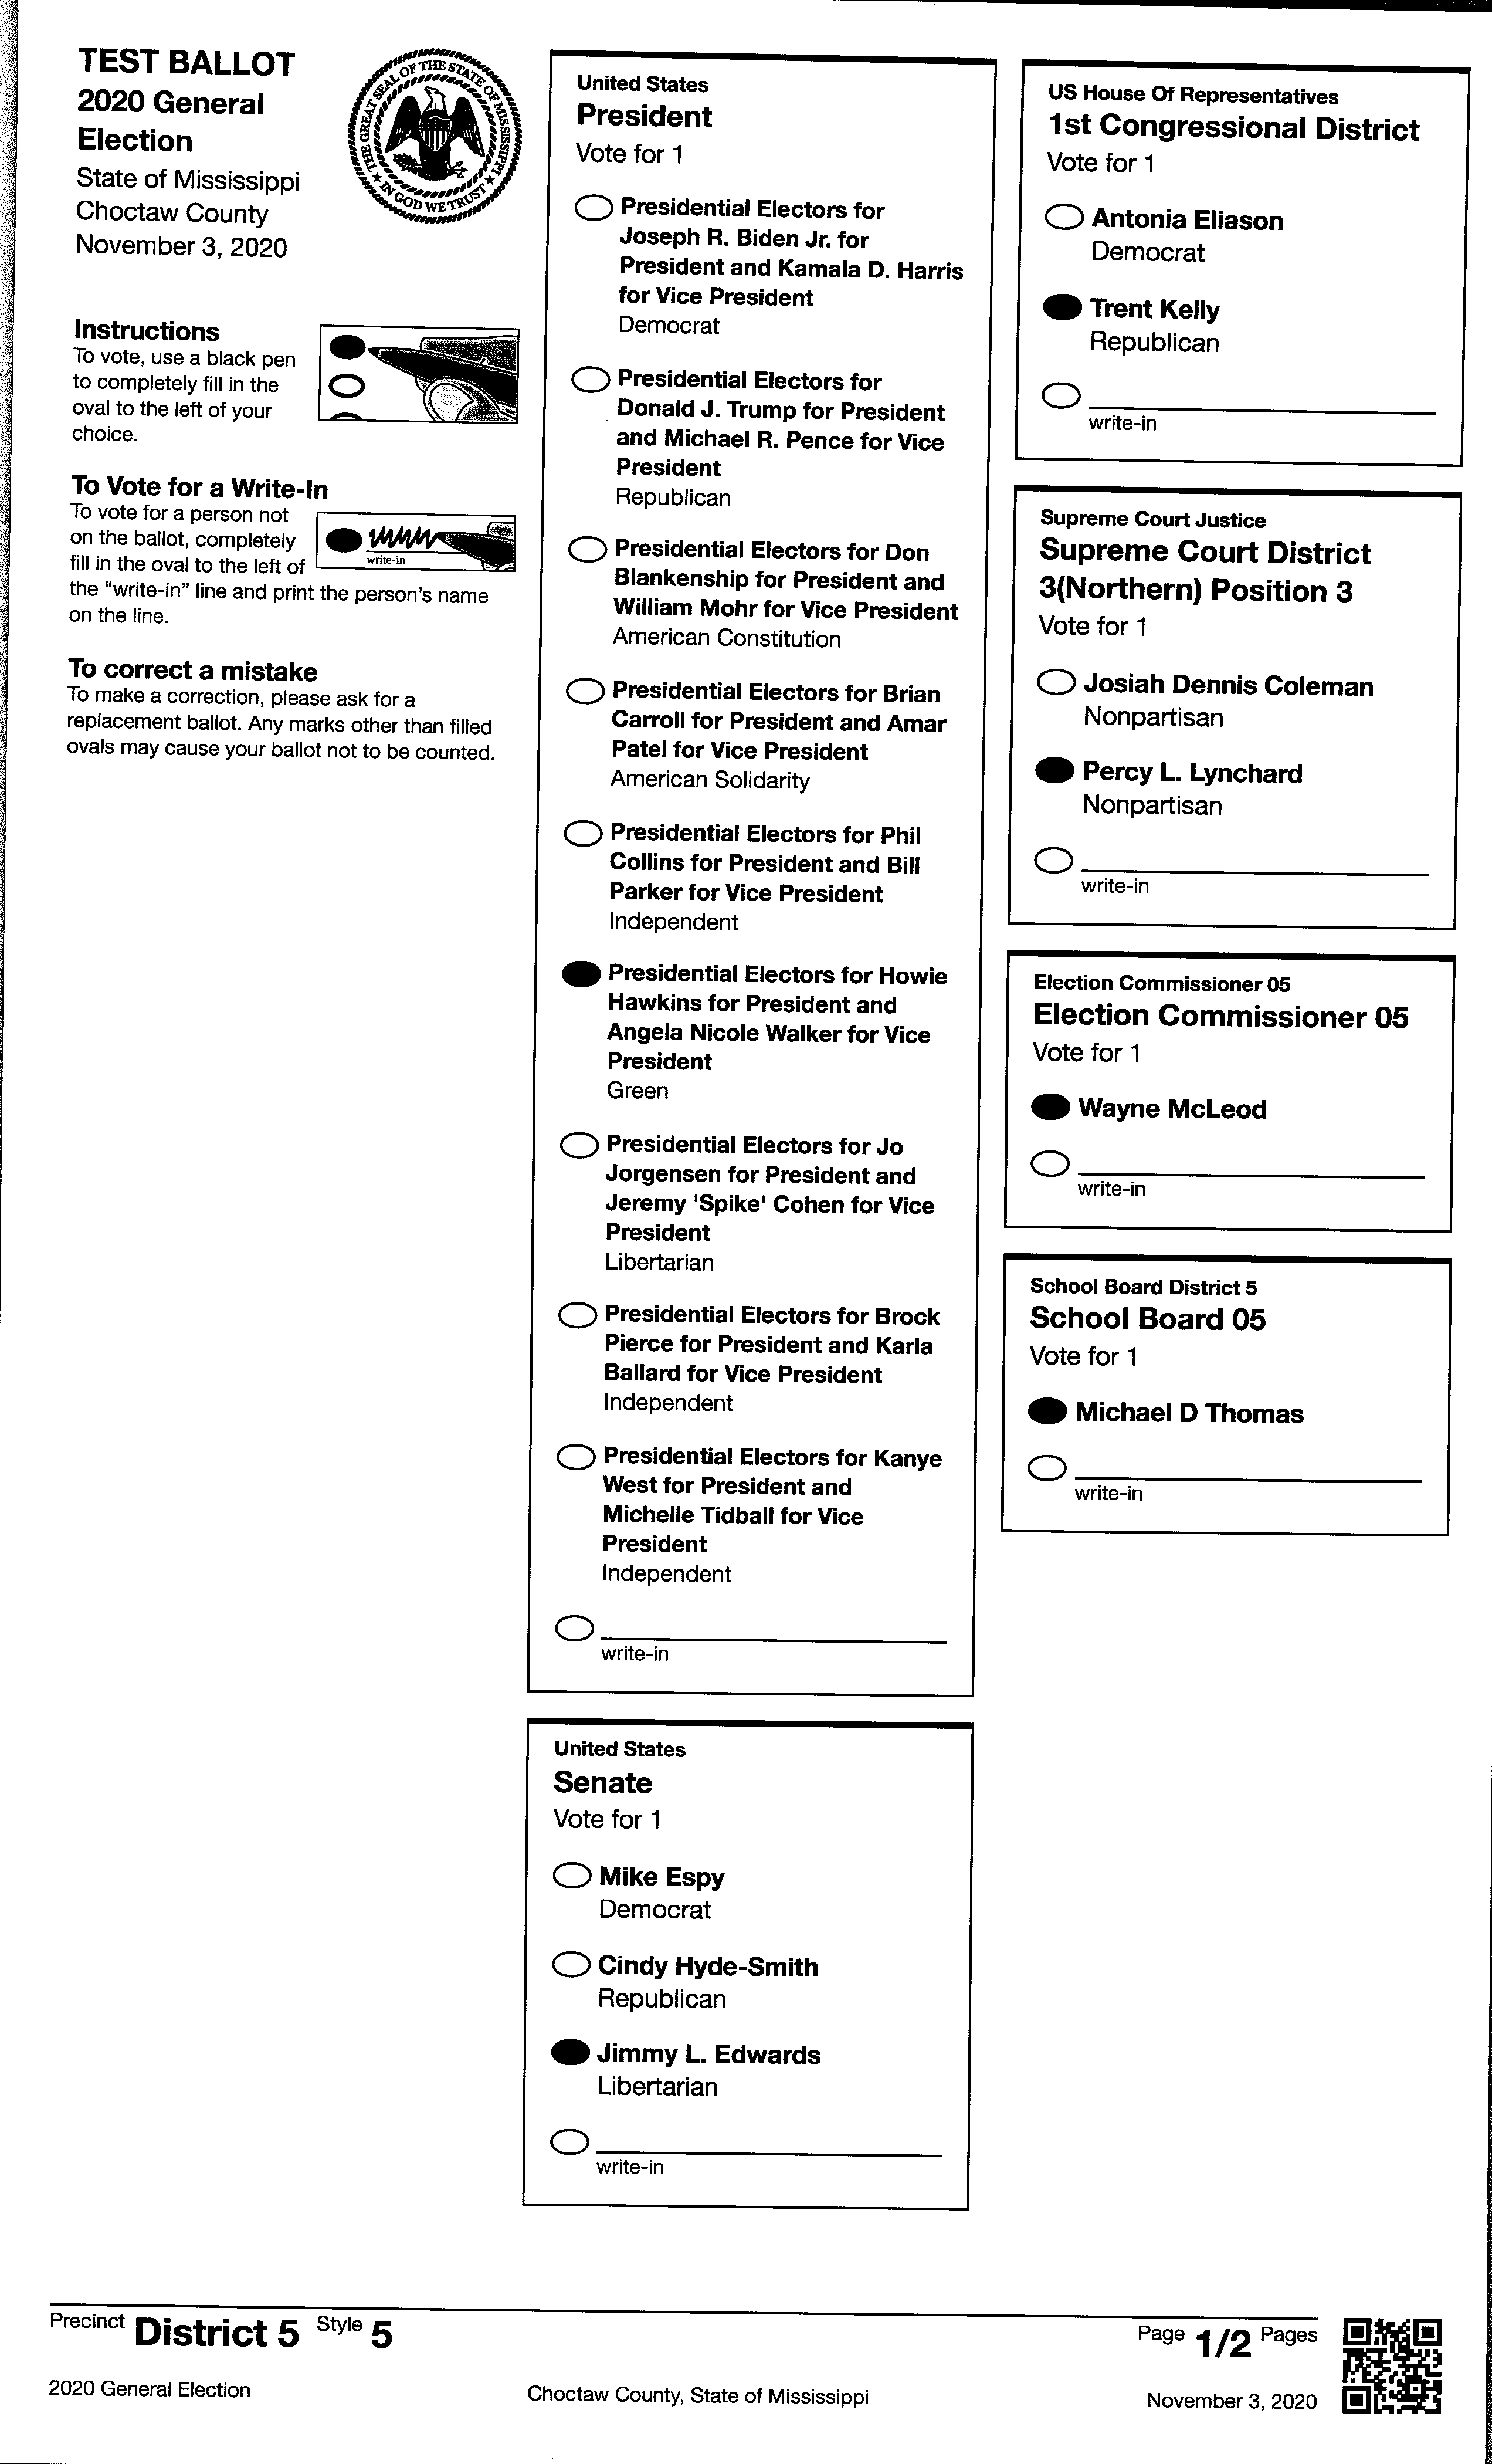 TEST BALLOT
2020 General
Election
State of Mississippi
Choctaw County
November 3, 2020
THE GREAT SEAL OF THE STATE OF MISSISSIPPI
★ IN GOD WE TRUST ★
Instructions
To vote, use a black pen
to completely fill in the
oval to the left of your
choice.
To Vote for a Write-In
To vote for a person not
on the ballot, completely
fill in the oval to the left of
the “write-in” line and print the person’s name
on the line.
write-in
To correct a mistake
To make a correction, please ask for a
replacement ballot. Any marks other than filled
ovals may cause your ballot not to be counted.
United States
President
Vote for 1
Presidential Electors for
Joseph R. Biden Jr. for
President and Kamala D. Harris
for Vice President
Democrat
Presidential Electors for
Donald J. Trump for President
and Michael R. Pence for Vice
President
Republican
Presidential Electors for Don
Blankenship for President and
William Mohr for Vice President
American Constitution
Presidential Electors for Brian
Carroll for President and Amar
Patel for Vice President
American Solidarity
Presidential Electors for Phil
Collins for President and Bill
Parker for Vice President
Independent
Presidential Electors for Howie
Hawkins for President and
Angela Nicole Walker for Vice
President
Green
Presidential Electors for Jo
Jorgensen for President and
Jeremy 'Spike' Cohen for Vice
President
Libertarian
Presidential Electors for Brock
Pierce for President and Karla
Ballard for Vice President
Independent
Presidential Electors for Kanye
West for President and
Michelle Tidball for Vice
President
Independent
write-in
United States
Senate
Vote for 1
Mike Espy
Democrat
Cindy Hyde-Smith
Republican
Jimmy L. Edwards
Libertarian
write-in
US House Of Representatives
1st Congressional District
Vote for 1
Antonia Eliason
Democrat
Trent Kelly
Republican
write-in
Supreme Court Justice
Supreme Court District
3(Northern) Position 3
Vote for 1
Josiah Dennis Coleman
Nonpartisan
Percy L. Lynchard
Nonpartisan
write-in
Election Commissioner 05
Election Commissioner 05
Vote for 1
Wayne McLeod
write-in
School Board District 5
School Board 05
Vote for 1
Michael D Thomas
write-in
Precinct District 5 Style 5
Page 1/2 Pages
2020 General Election
Choctaw County, State of Mississippi
November 3, 2020